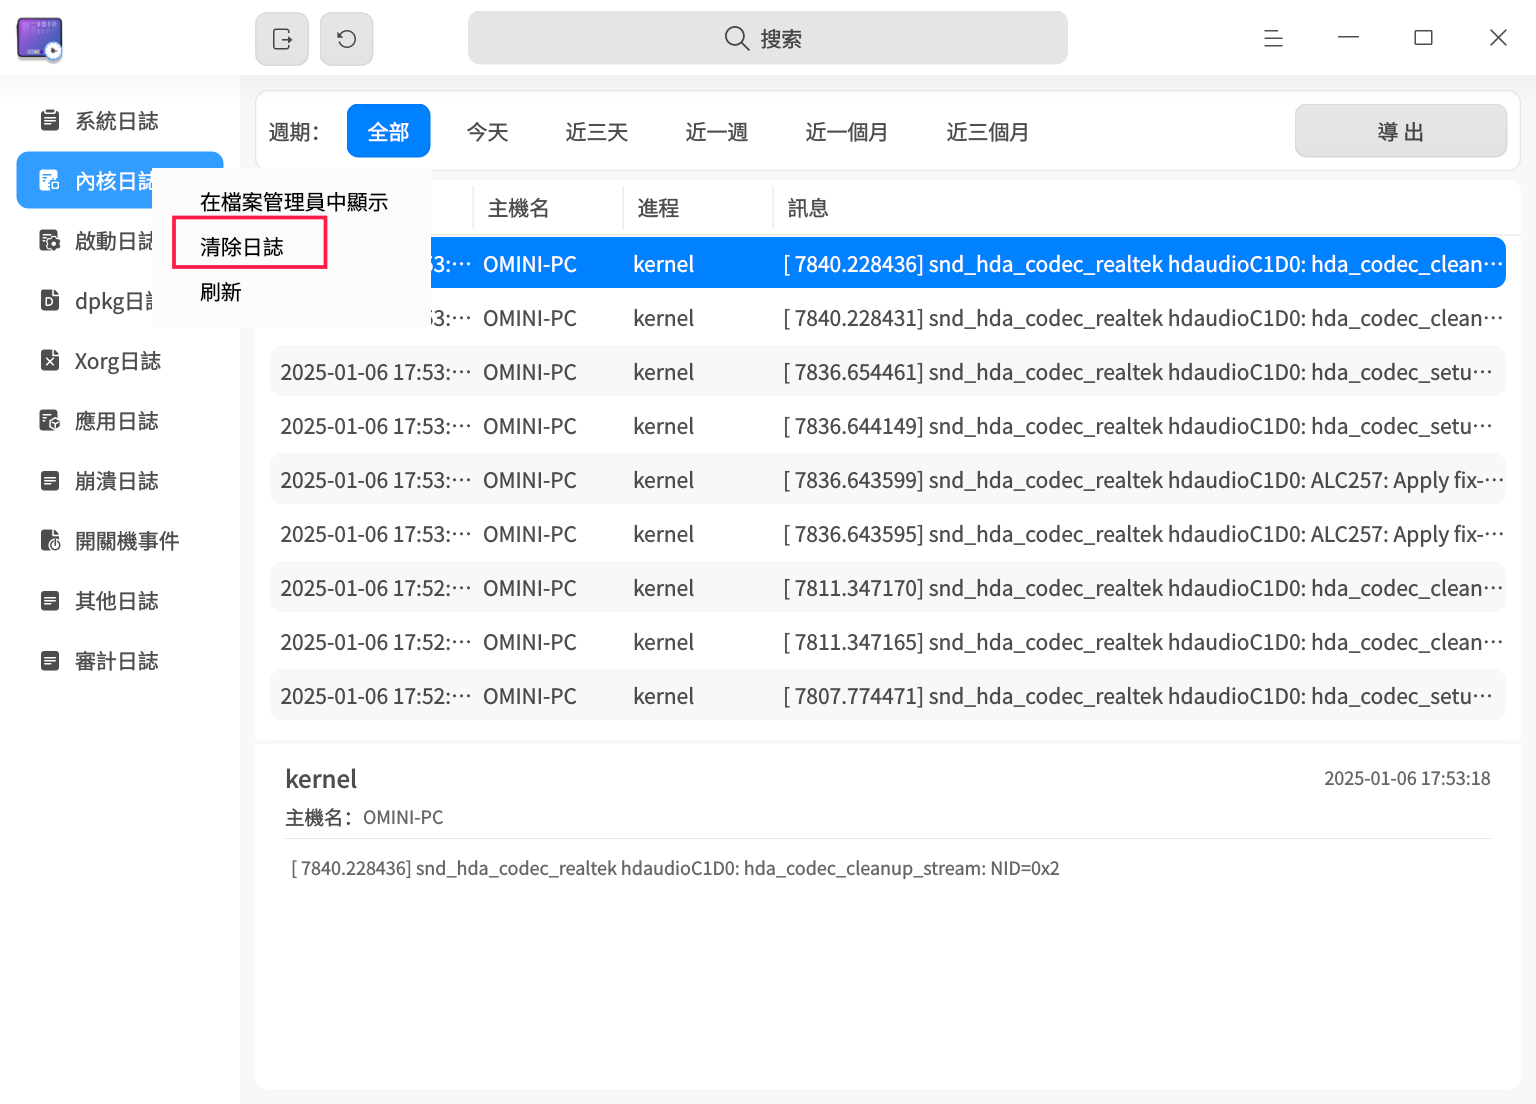 搜索
系統日誌
內核日誌
啟動日誌
dpkg日誌
Xorg日誌
應用日誌
崩潰日誌
開關機事件
其他日誌
審計日誌
在檔案管理員中顯示
清除日誌
刷新
週期： 全部 今天 近三天 近一週 近一個月 近三個月 導 出
主機名 進程 訊息
53:··· OMINI-PC kernel [ 7840.228436] snd_hda_codec_realtek hdaudioC1D0: hda_codec_clean···
53:··· OMINI-PC kernel [ 7840.228431] snd_hda_codec_realtek hdaudioC1D0: hda_codec_clean···
2025-01-06 17:53:··· OMINI-PC kernel [ 7836.654461] snd_hda_codec_realtek hdaudioC1D0: hda_codec_setu···
2025-01-06 17:53:··· OMINI-PC kernel [ 7836.644149] snd_hda_codec_realtek hdaudioC1D0: hda_codec_setu···
2025-01-06 17:53:··· OMINI-PC kernel [ 7836.643599] snd_hda_codec_realtek hdaudioC1D0: ALC257: Apply fix-···
2025-01-06 17:53:··· OMINI-PC kernel [ 7836.643595] snd_hda_codec_realtek hdaudioC1D0: ALC257: Apply fix-···
2025-01-06 17:52:··· OMINI-PC kernel [ 7811.347170] snd_hda_codec_realtek hdaudioC1D0: hda_codec_clean···
2025-01-06 17:52:··· OMINI-PC kernel [ 7811.347165] snd_hda_codec_realtek hdaudioC1D0: hda_codec_clean···
2025-01-06 17:52:··· OMINI-PC kernel [ 7807.774471] snd_hda_codec_realtek hdaudioC1D0: hda_codec_setu···
kernel 2025-01-06 17:53:18
主機名： OMINI-PC
[ 7840.228436] snd_hda_codec_realtek hdaudioC1D0: hda_codec_cleanup_stream: NID=0x2